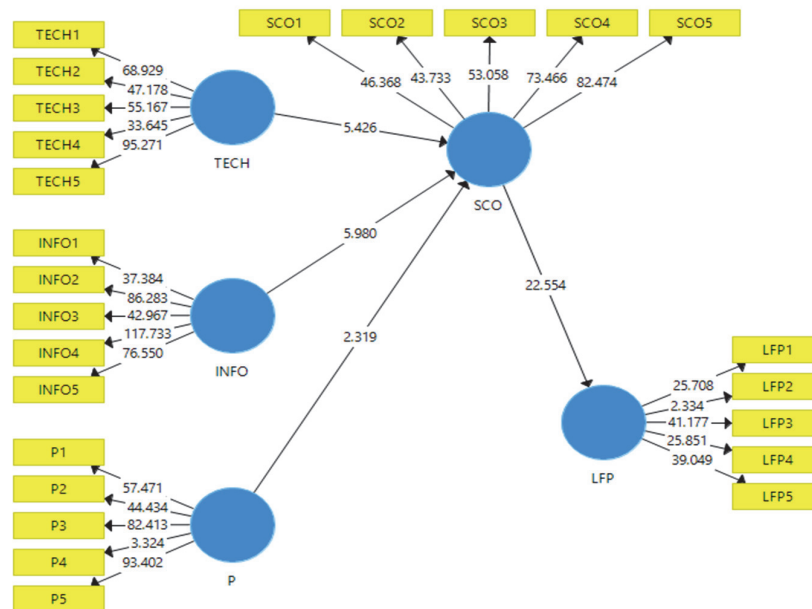 SCO1 SCO2 SCO3 SCO4 SCO5
46.368 43.733 53.058 73.466 82.474
SCO
TECH1
TECH2
TECH3
TECH4
TECH5
68.929
47.178
55.167
33.645
95.271
TECH
5.426
INFO1
INFO2
INFO3
INFO4
INFO5
37.384
86.283
42.967
117.733
76.550
INFO
5.980
P1
P2
P3
P4
P5
57.471
44.434
82.413
3.324
93.402
P
2.319
22.554
LFP1
LFP2
LFP3
LFP4
LFP5
25.708
2.334
41.177
25.851
39.049
LFP